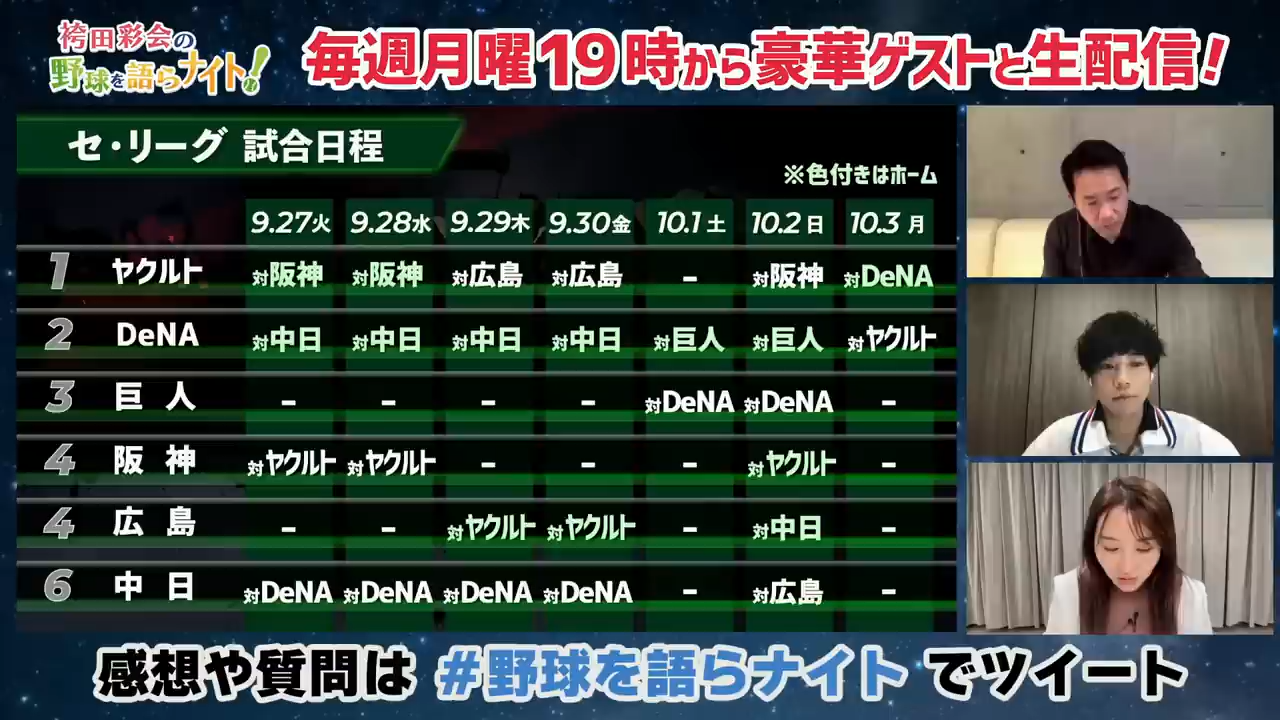 袴田彩会の
野球を語らナイト!
毎週月曜19時から豪華ゲストと生配信!
セ・リーグ 試合日程
※色付きはホーム
9.27火 9.28水 9.29木 9.30金 10.1土 10.2日 10.3月
1 ヤクルト 対阪神 対阪神 対広島 対広島 - 対阪神 対DeNA
2 DeNA 対中日 対中日 対中日 対中日 対巨人 対巨人 対ヤクルト
3 巨人 - - - - 対DeNA 対DeNA -
4 阪神 対ヤクルト 対ヤクルト - - - 対ヤクルト -
4 広島 - - 対ヤクルト 対ヤクルト - 対中日 -
6 中日 対DeNA 対DeNA 対DeNA 対DeNA - 対広島 -
感想や質問は #野球を語らナイト でツイート